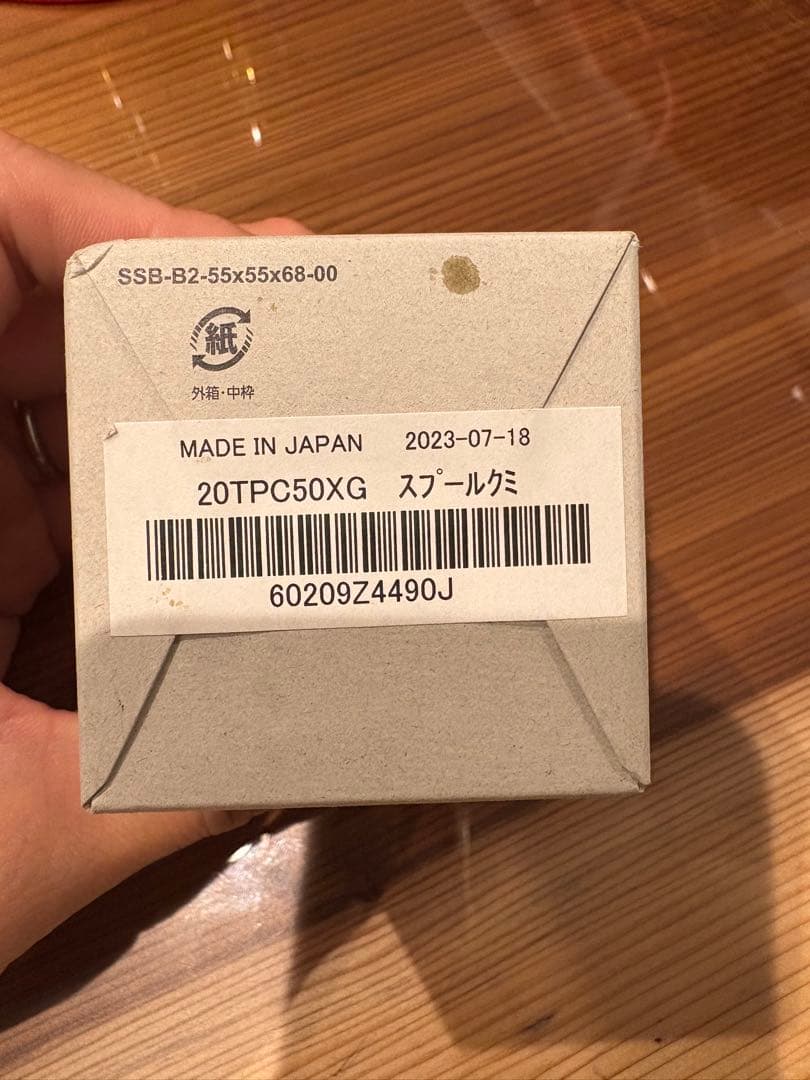 SSB-B2-55x55x68-00
紙
外箱・中枠
MADE IN JAPAN 2023-07-18
20TPC50XG スプールクミ
60209Z4490J